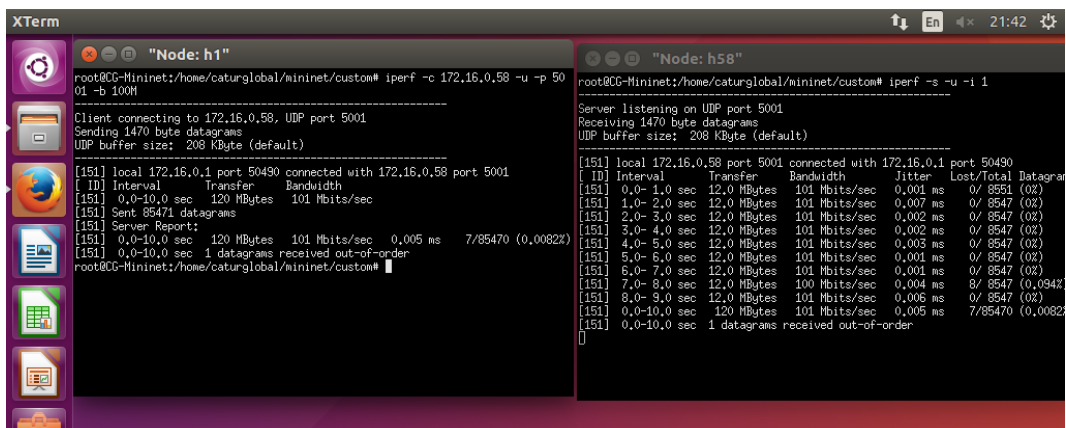 XTerm
En
21:42
"Node: h1"
root@CG-Mininet:/home/caturglobal/mininet/custom# iperf -c 172.16.0.58 -u -p 50
01 -b 100M
------------------------------------------------------------
Client connecting to 172.16.0.58, UDP port 5001
Sending 1470 byte datagrams
UDP buffer size:  208 KByte (default)
------------------------------------------------------------
[151] local 172.16.0.1 port 50490 connected with 172.16.0.58 port 5001
[ ID] Interval       Transfer     Bandwidth
[151]  0.0-10.0 sec   120 MBytes   101 Mbits/sec
[151] Sent 85471 datagrams
[151] Server Report:
[151]  0.0-10.0 sec   120 MBytes   101 Mbits/sec   0.005 ms    7/85470 (0.0082%)
[151]  0.0-10.0 sec  1 datagrams received out-of-order
root@CG-Mininet:/home/caturglobal/mininet/custom#
"Node: h58"
root@CG-Mininet:/home/caturglobal/mininet/custom# iperf -s -u -i 1
------------------------------------------------------------
Server listening on UDP port 5001
Receiving 1470 byte datagrams
UDP buffer size:  208 KByte (default)
------------------------------------------------------------
[151] local 172.16.0.58 port 5001 connected with 172.16.0.1 port 50490
[ ID] Interval       Transfer     Bandwidth        Jitter   Lost/Total Datagram
[151]  0.0- 1.0 sec  12.0 MBytes   101 Mbits/sec   0.001 ms    0/ 8551 (0%)
[151]  1.0- 2.0 sec  12.0 MBytes   101 Mbits/sec   0.007 ms    0/ 8547 (0%)
[151]  2.0- 3.0 sec  12.0 MBytes   101 Mbits/sec   0.002 ms    0/ 8547 (0%)
[151]  3.0- 4.0 sec  12.0 MBytes   101 Mbits/sec   0.002 ms    0/ 8547 (0%)
[151]  4.0- 5.0 sec  12.0 MBytes   101 Mbits/sec   0.003 ms    0/ 8547 (0%)
[151]  5.0- 6.0 sec  12.0 MBytes   101 Mbits/sec   0.001 ms    0/ 8547 (0%)
[151]  6.0- 7.0 sec  12.0 MBytes   101 Mbits/sec   0.001 ms    0/ 8547 (0%)
[151]  7.0- 8.0 sec  12.0 MBytes   100 Mbits/sec   0.004 ms    8/ 8547 (0.094%)
[151]  8.0- 9.0 sec  12.0 MBytes   101 Mbits/sec   0.006 ms    0/ 8547 (0%)
[151]  0.0-10.0 sec   120 MBytes   101 Mbits/sec   0.005 ms    7/85470 (0.0082%
[151]  0.0-10.0 sec  1 datagrams received out-of-order